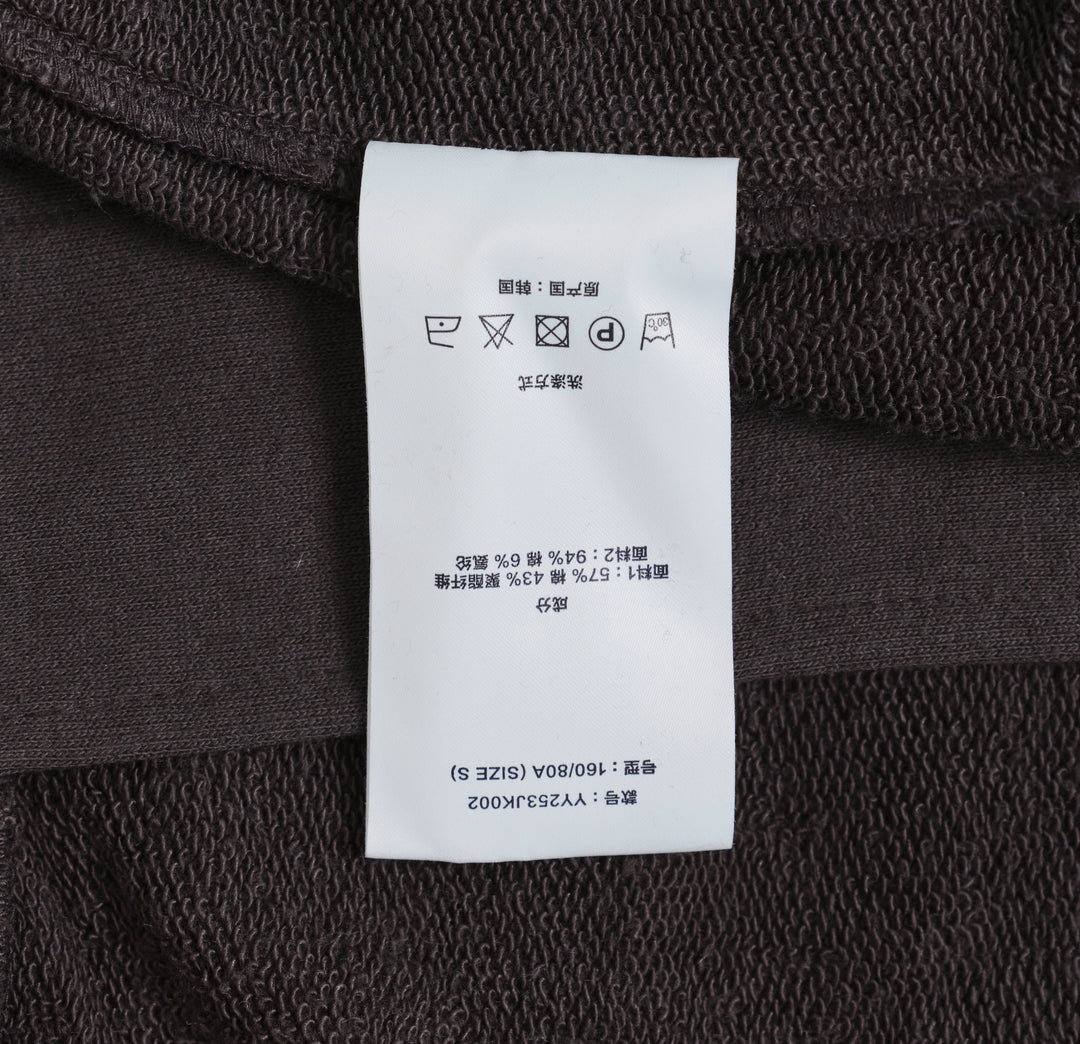 款号：YY253JK002
号型：160/80A (SIZE S)
成分
面料1：57% 棉 43% 聚酯纤维
面料2：94% 棉 6% 氨纶
洗涤方式
30℃ P
原产国：韩国